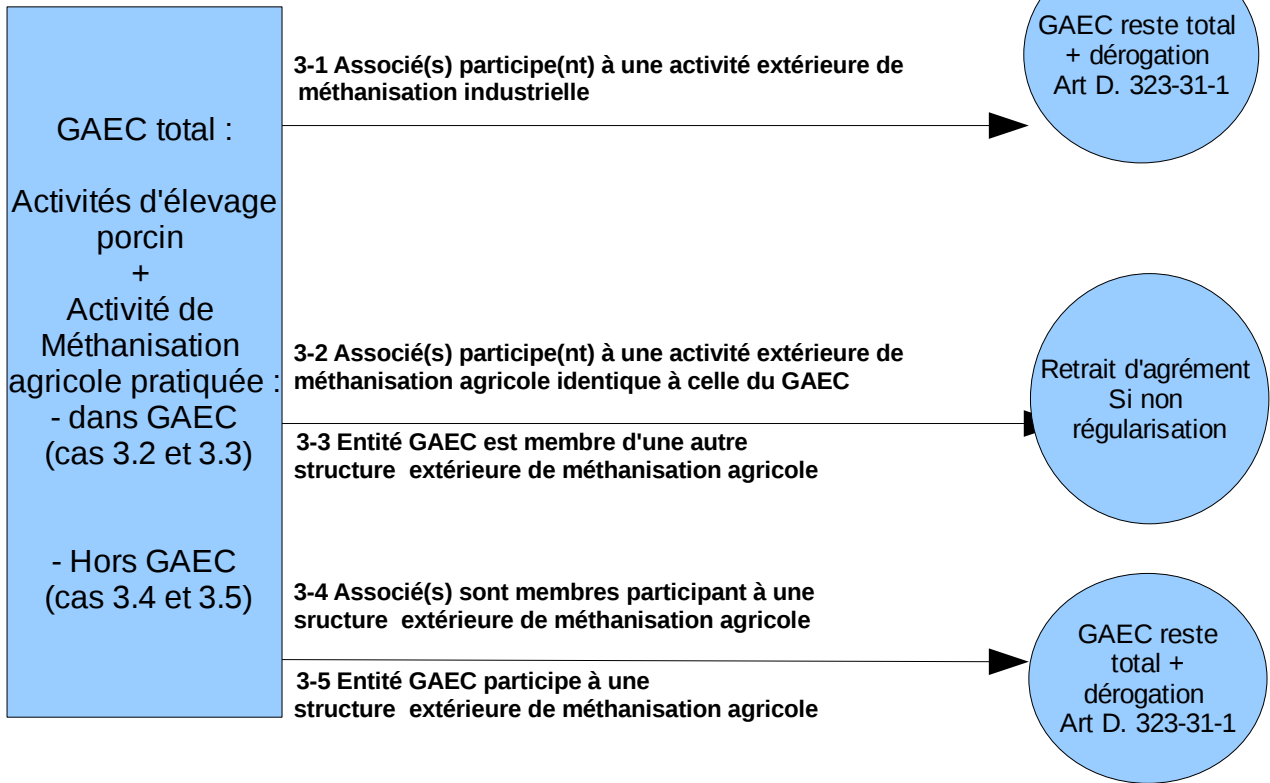 GAEC total :
Activités d'élevage
porcin
+
Activité de
Méthanisation
agricole pratiquée :
- dans GAEC
(cas 3.2 et 3.3)
- Hors GAEC
(cas 3.4 et 3.5)
3-1 Associé(s) participe(nt) à une activité extérieure de
méthanisation industrielle
GAEC reste total
+ dérogation
Art D. 323-31-1
3-2 Associé(s) participe(nt) à une activité extérieure de
méthanisation agricole identique à celle du GAEC
3-3 Entité GAEC est membre d'une autre
structure extérieure de méthanisation agricole
Retrait d'agrément
Si non
régularisation
3-4 Associé(s) sont membres participant à une
sructure extérieure de méthanisation agricole
3-5 Entité GAEC participe à une
structure extérieure de méthanisation agricole
GAEC reste
total +
dérogation
Art D. 323-31-1